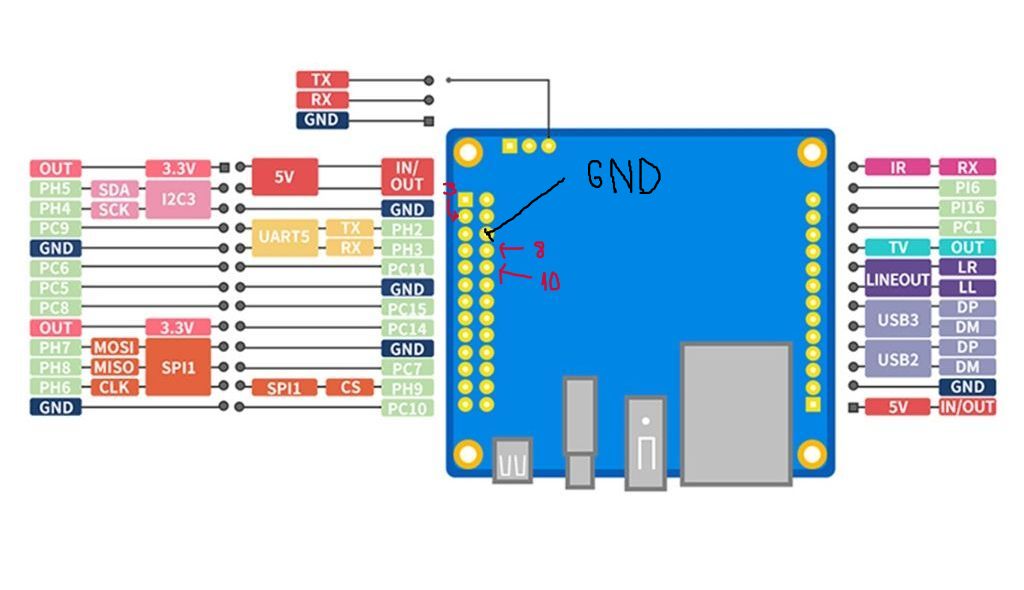 TX
RX
GND
OUT 3.3V 5V IN/OUT
PH5 SDA I2C3
PH4 SCK GND
PC9 UART5 TX PH2
GND RX PH3
PC6 PC11
PC5 GND
PC8 PC15
OUT 3.3V PC14
PH7 MOSI SPI1 GND
PH8 MISO PC7
PH6 CLK SPI1 CS PH9
GND PC10
GND
3
8
10
IR RX
PI6
PI16
PC1
TV OUT
LINEOUT LR
LL
USB3 DP
DM
USB2 DP
DM
GND
5V IN/OUT